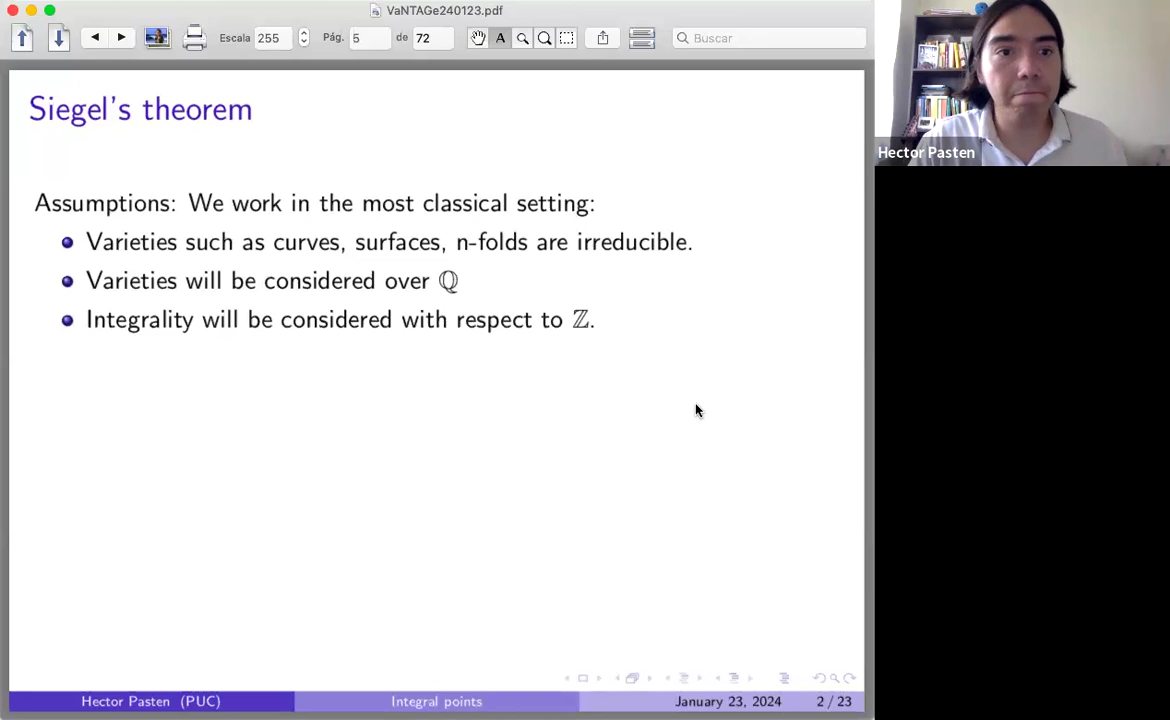 VaNTAGe240123.pdf
Escala 255 Pág. 5 de 72 A Buscar
Siegel's theorem
Assumptions: We work in the most classical setting:
Varieties such as curves, surfaces, n-folds are irreducible.
Varieties will be considered over ℚ
Integrality will be considered with respect to ℤ.
Hector Pasten (PUC) Integral points January 23, 2024 2 / 23
Hector Pasten